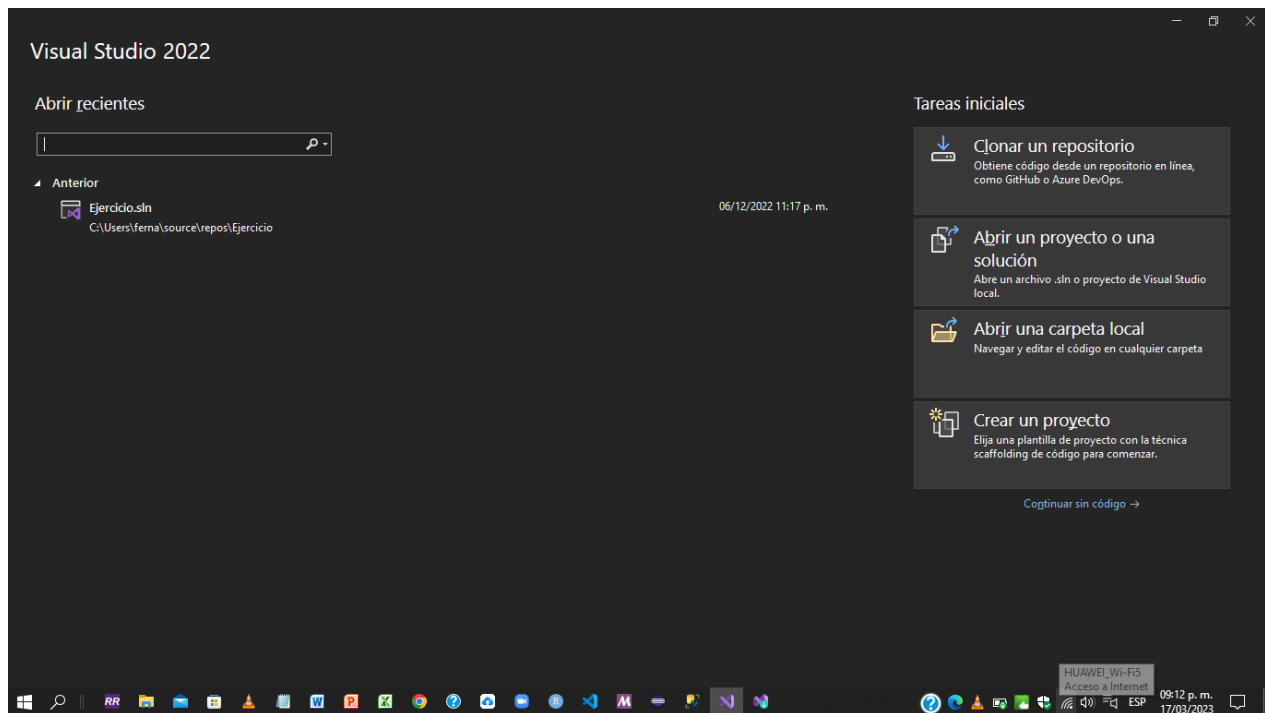 Visual Studio 2022
Abrir recientes
Anterior
Ejercicio.sln
06/12/2022 11:17 p. m.
C:\Users\ferna\source\repos\Ejercicio
Tareas iniciales
Clonar un repositorio
Obtiene código desde un repositorio en línea,
como GitHub o Azure DevOps.
Abrir un proyecto o una
solución
Abre un archivo .sln o proyecto de Visual Studio
local.
Abrir una carpeta local
Navegar y editar el código en cualquier carpeta
Crear un proyecto
Elija una plantilla de proyecto con la técnica
scaffolding de código para comenzar.
Continuar sin código →
HUAWEI_Wi-Fi5
Acceso a Internet
RR
W
P
X
R
M
ESP
09:12 p. m.
17/03/2023